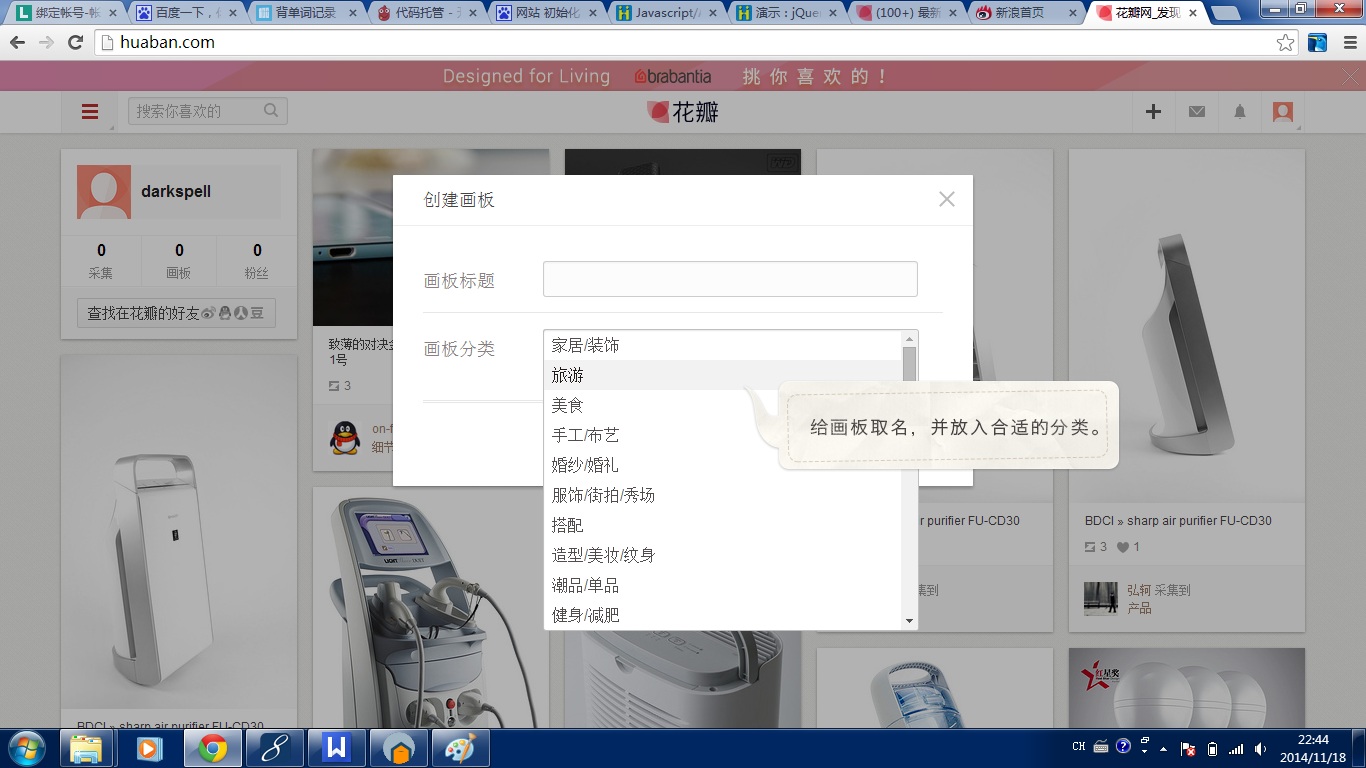 绑定帐号-帐
百度一下，你
背单词记录
代码托管 -
网站 初始化
Javascript/A
演示：jQue
(100+) 最新
新浪首页
花瓣网_发现
huaban.com
Designed for Living brabantia 挑你喜欢的！
搜索你喜欢的
花瓣
darkspell
0 0 0
采集 画板 粉丝
查找在花瓣的好友
豆
创建画板
画板标题
画板分类
家居/装饰
旅游
美食
手工/布艺
婚纱/婚礼
服饰/街拍/秀场
搭配
造型/美妆/纹身
潮品/单品
健身/减肥
给画板取名，并放入合适的分类。
致薄的对决金
1号
3
on-f
细节
r purifier FU-CD30
集到
BDCI » sharp air purifier FU-CD30
3 1
弘轲 采集到
产品
红星奖
BDCI » sharp air purifier FU-CD30
CH
22:44
2014/11/18